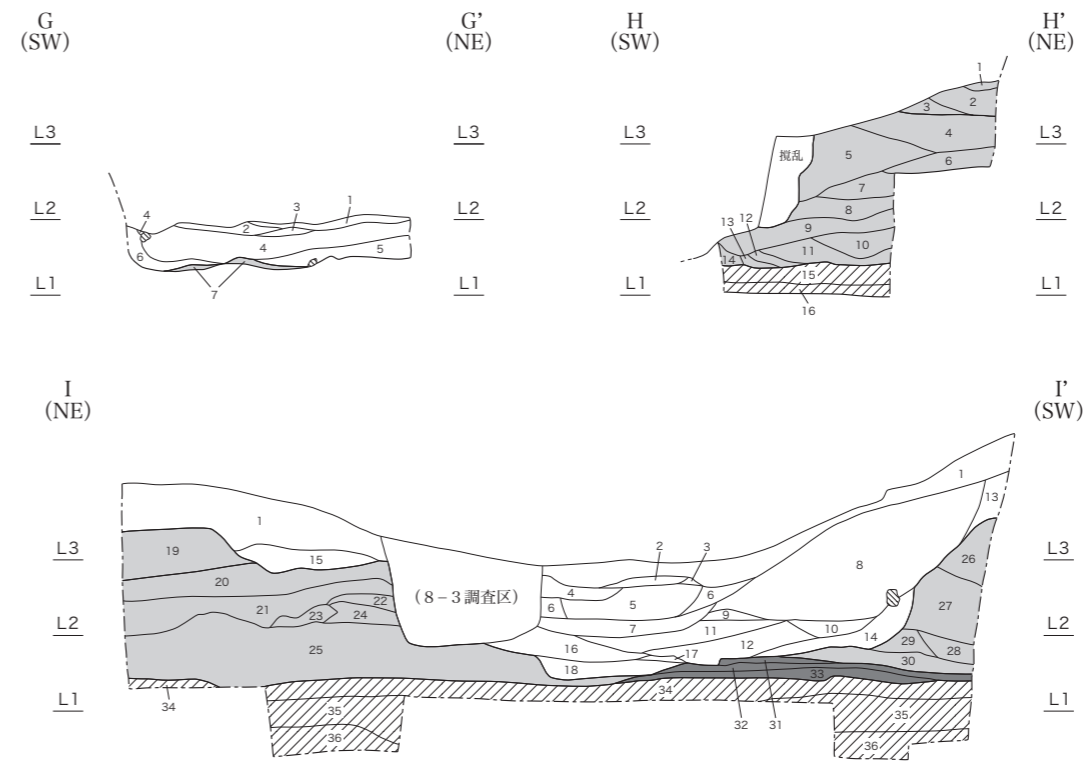 G G' H H'
(SW) (NE) (SW) (NE)
1
3 2
L3 L3 L3 攪乱 4 L3
5
6
7
4 3 1
L2 2 L2 L2 13 12 8 L2
9
4 5 11 10
6 14
15
L1 7 L1 L1 L1
16
I I'
(NE) (SW)
1
13
1
L3 19 15 2 3 8 26 L3
20 4 6
22 (8−3調査区) 6 5 27
21 23 24 9
L2 7 11 10 L2
14 29
25 16 12 28
17 30
18 33
34
L1 34 35 32 31 35 L1
36 36